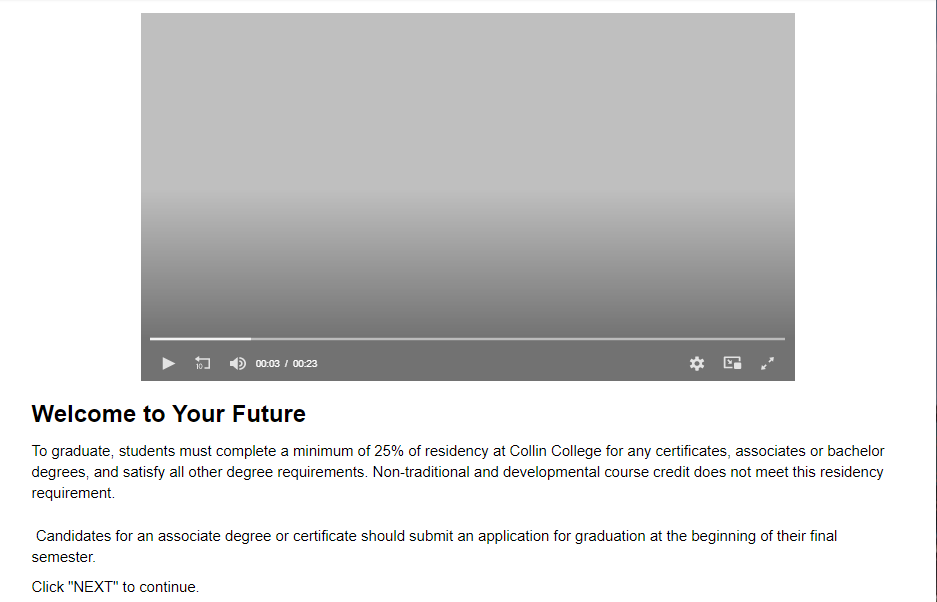 10
00:03 / 00:23
Welcome to Your Future
To graduate, students must complete a minimum of 25% of residency at Collin College for any certificates, associates or bachelor
degrees, and satisfy all other degree requirements. Non-traditional and developmental course credit does not meet this residency
requirement.
Candidates for an associate degree or certificate should submit an application for graduation at the beginning of their final
semester.
Click "NEXT" to continue.